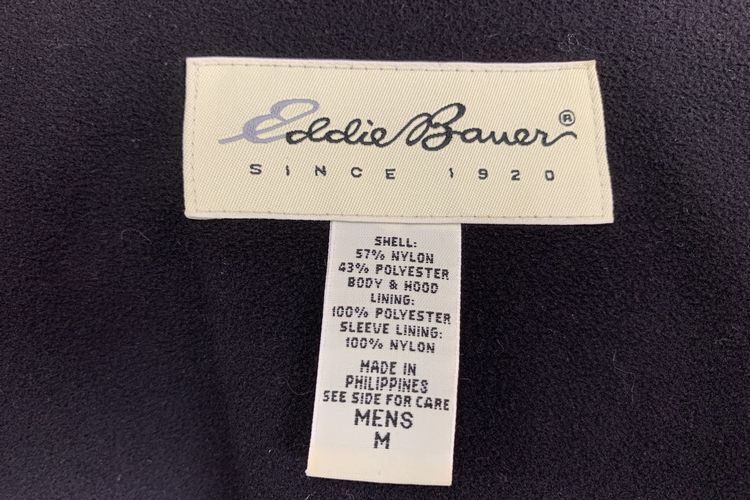 Eddie Bauer®
SINCE 1920
SHELL:
57% NYLON
43% POLYESTER
BODY & HOOD
LINING:
100% POLYESTER
SLEEVE LINING:
100% NYLON
MADE IN
PHILIPPINES
SEE SIDE FOR CARE
MENS
M